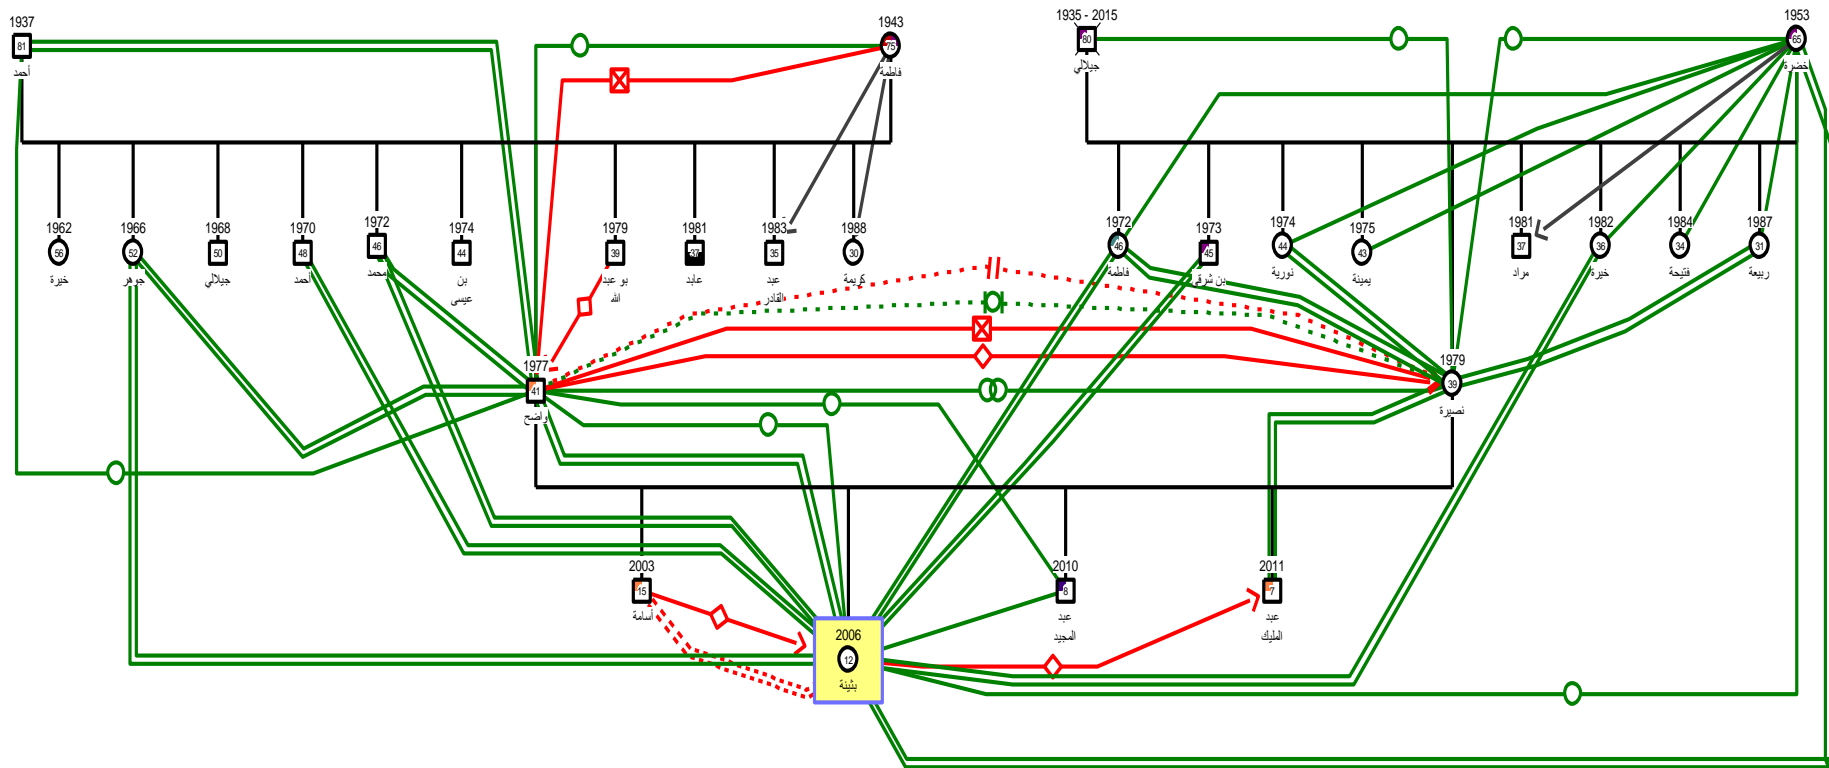 1937
81
أحمد
1943
75
فاطمة
1935 - 2015
80
جيلالي
1953
65
خضرة
1962
56
خيرة
1966
52
جوهر
1968
50
جيلالي
1970
48
أحمد
1972
46
محمد
1974
44
بن
عيسى
1979
39
بو عبد
الله
1981
37
عابد
1983
35
عبد
القادر
1988
30
كريمة
1972
46
فاطمة
1973
45
بن شرقي
1974
44
نورية
1975
43
يمينة
1981
37
مراد
1982
36
خيرة
1984
34
فتيحة
1987
31
ربيعة
1977
41
واضح
1979
39
نصيرة
2003
15
أسامة
2006
12
بثينة
2010
8
عبد
المجيد
2011
7
عبد
المليك